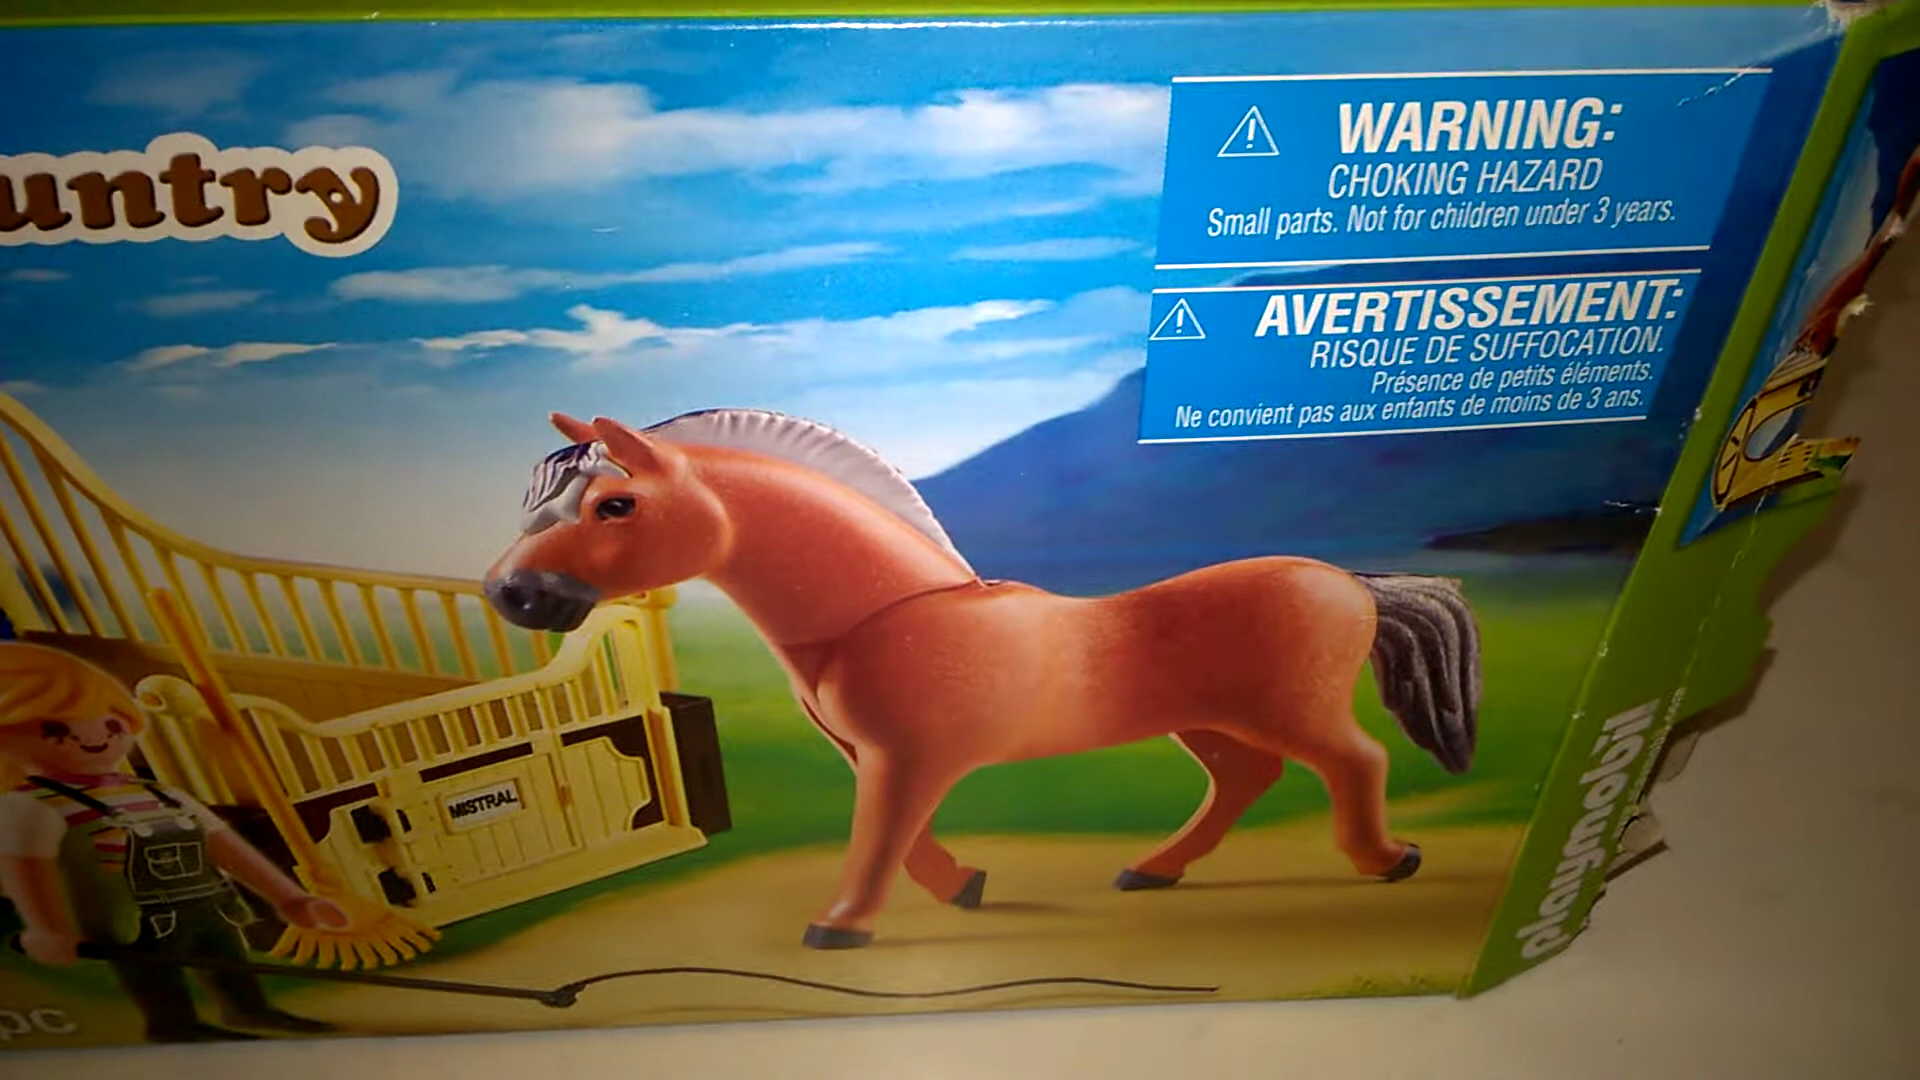 untry
WARNING:
CHOKING HAZARD
Small parts. Not for children under 3 years.
AVERTISSEMENT:
RISQUE DE SUFFOCATION.
Présence de petits éléments.
Ne convient pas aux enfants de moins de 3 ans.
MISTRAL
pc
playmobil